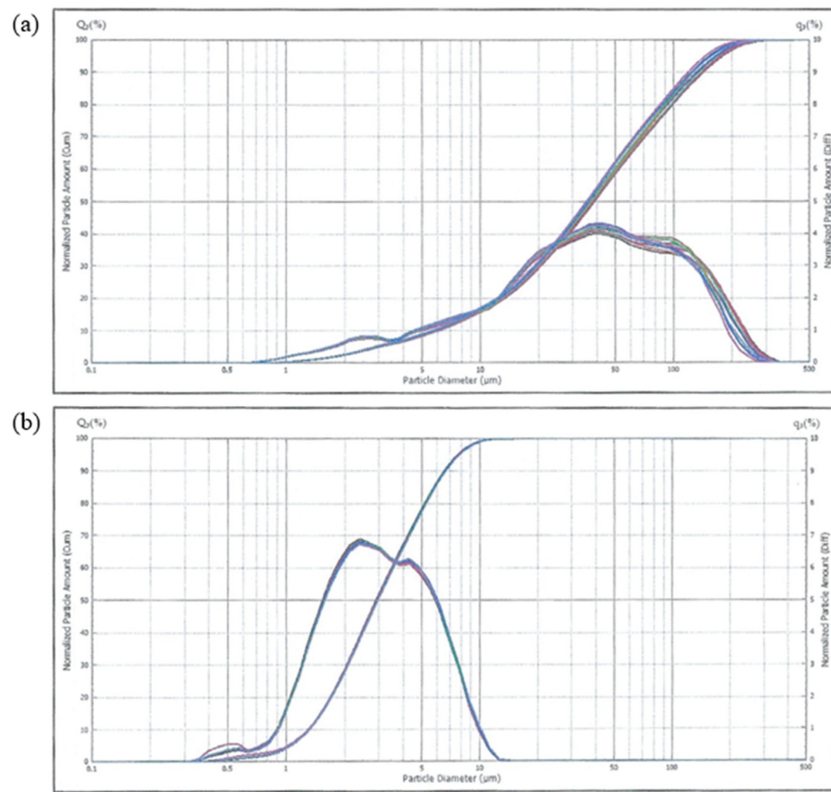 (a)
Q₃(%) q₃(%)
100 10
90 9
80 8
70 7
60 6
50 5
40 4
30 3
20 2
10 1
0 0
Normalized Particle Amount (Cum)
Normalized Particle Amount (Diff)
0.1 0.5 1 5 10 50 100 500
Particle Diameter (µm)
(b)
Q₃(%) q₃(%)
100 10
90 9
80 8
70 7
60 6
50 5
40 4
30 3
20 2
10 1
0 0
Normalized Particle Amount (Cum)
Normalized Particle Amount (Diff)
0.1 0.5 1 5 10 50 100 500
Particle Diameter (µm)